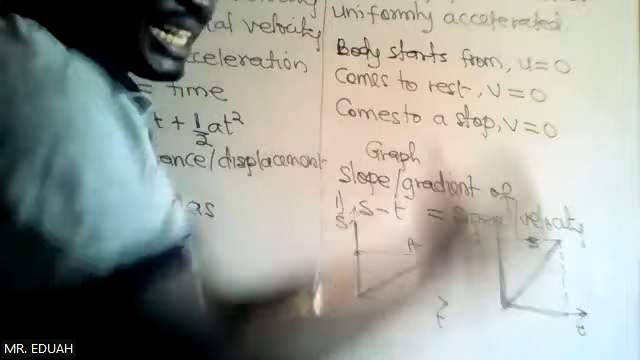 uniformly accelerated.
al velocity
cceleration
Body starts from, u = 0
= time
Comes to rest, v = 0
t + 1/2 at²
Comes to a stop, v = 0
ance/displacement
Graph
slope/gradient of
as
s - t = /velocity
S
A
t
t
MR. EDUAH